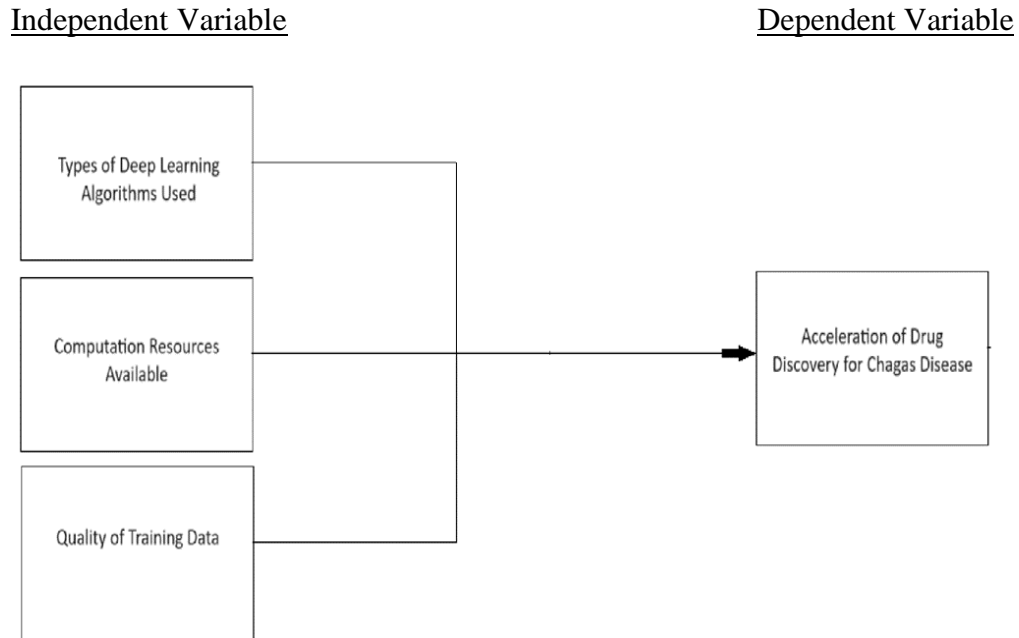 Independent Variable
Dependent Variable
Types of Deep Learning
Algorithms Used
Computation Resources
Available
Acceleration of Drug
Discovery for Chagas Disease
Quality of Training Data